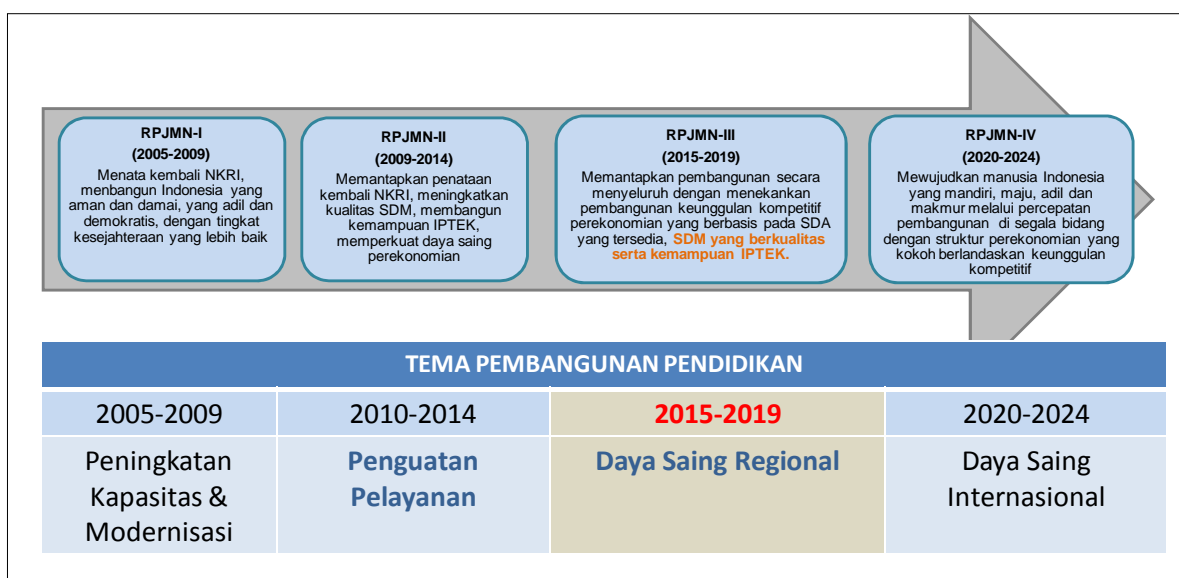 RPJMN-I
(2005-2009)
Menata kembali NKRI,
menbangun Indonesia yang
aman dan damai, yang adil dan
demokratis, dengan tingkat
kesejahteraan yang lebih baik
RPJMN-II
(2009-2014)
Memantapkan penataan
kembali NKRI, meningkatkan
kualitas SDM, membangun
kemampuan IPTEK,
memperkuat daya saing
perekonomian
RPJMN-III
(2015-2019)
Memantapkan pembangunan secara
menyeluruh dengan menekankan
pembangunan keunggulan kompetitif
perekonomian yang berbasis pada SDA
yang tersedia, SDM yang berkualitas
serta kemampuan IPTEK.
RPJMN-IV
(2020-2024)
Mewujudkan manusia Indonesia
yang mandiri, maju, adil dan
makmur melalui percepatan
pembangunan di segala bidang
dengan struktur perekonomian yang
kokoh berlandaskan keunggulan
kompetitif
TEMA PEMBANGUNAN PENDIDIKAN
2005-2009
2010-2014
2015-2019
2020-2024
Peningkatan
Kapasitas &
Modernisasi
Penguatan
Pelayanan
Daya Saing Regional
Daya Saing
Internasional